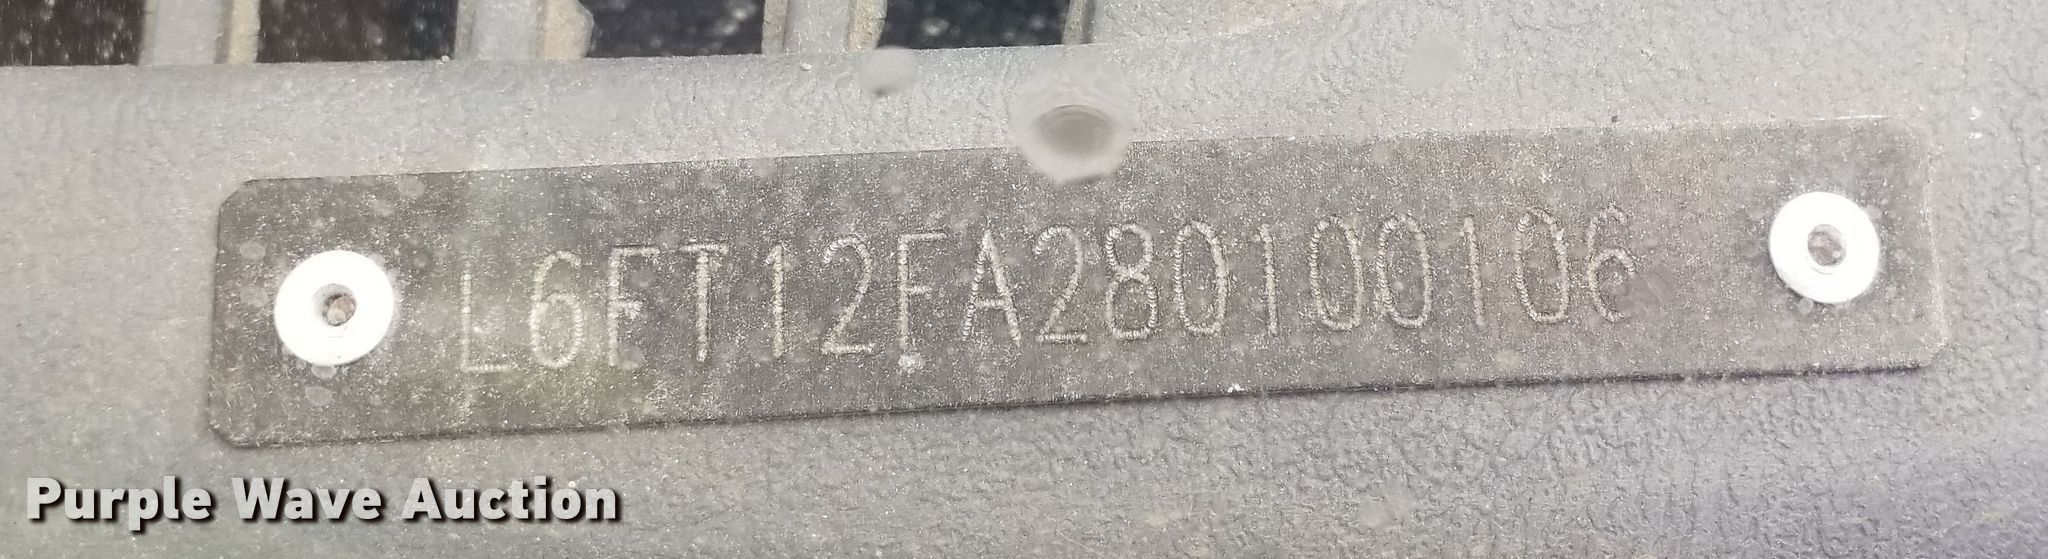 L6FT12FA280100106
Purple Wave Auction